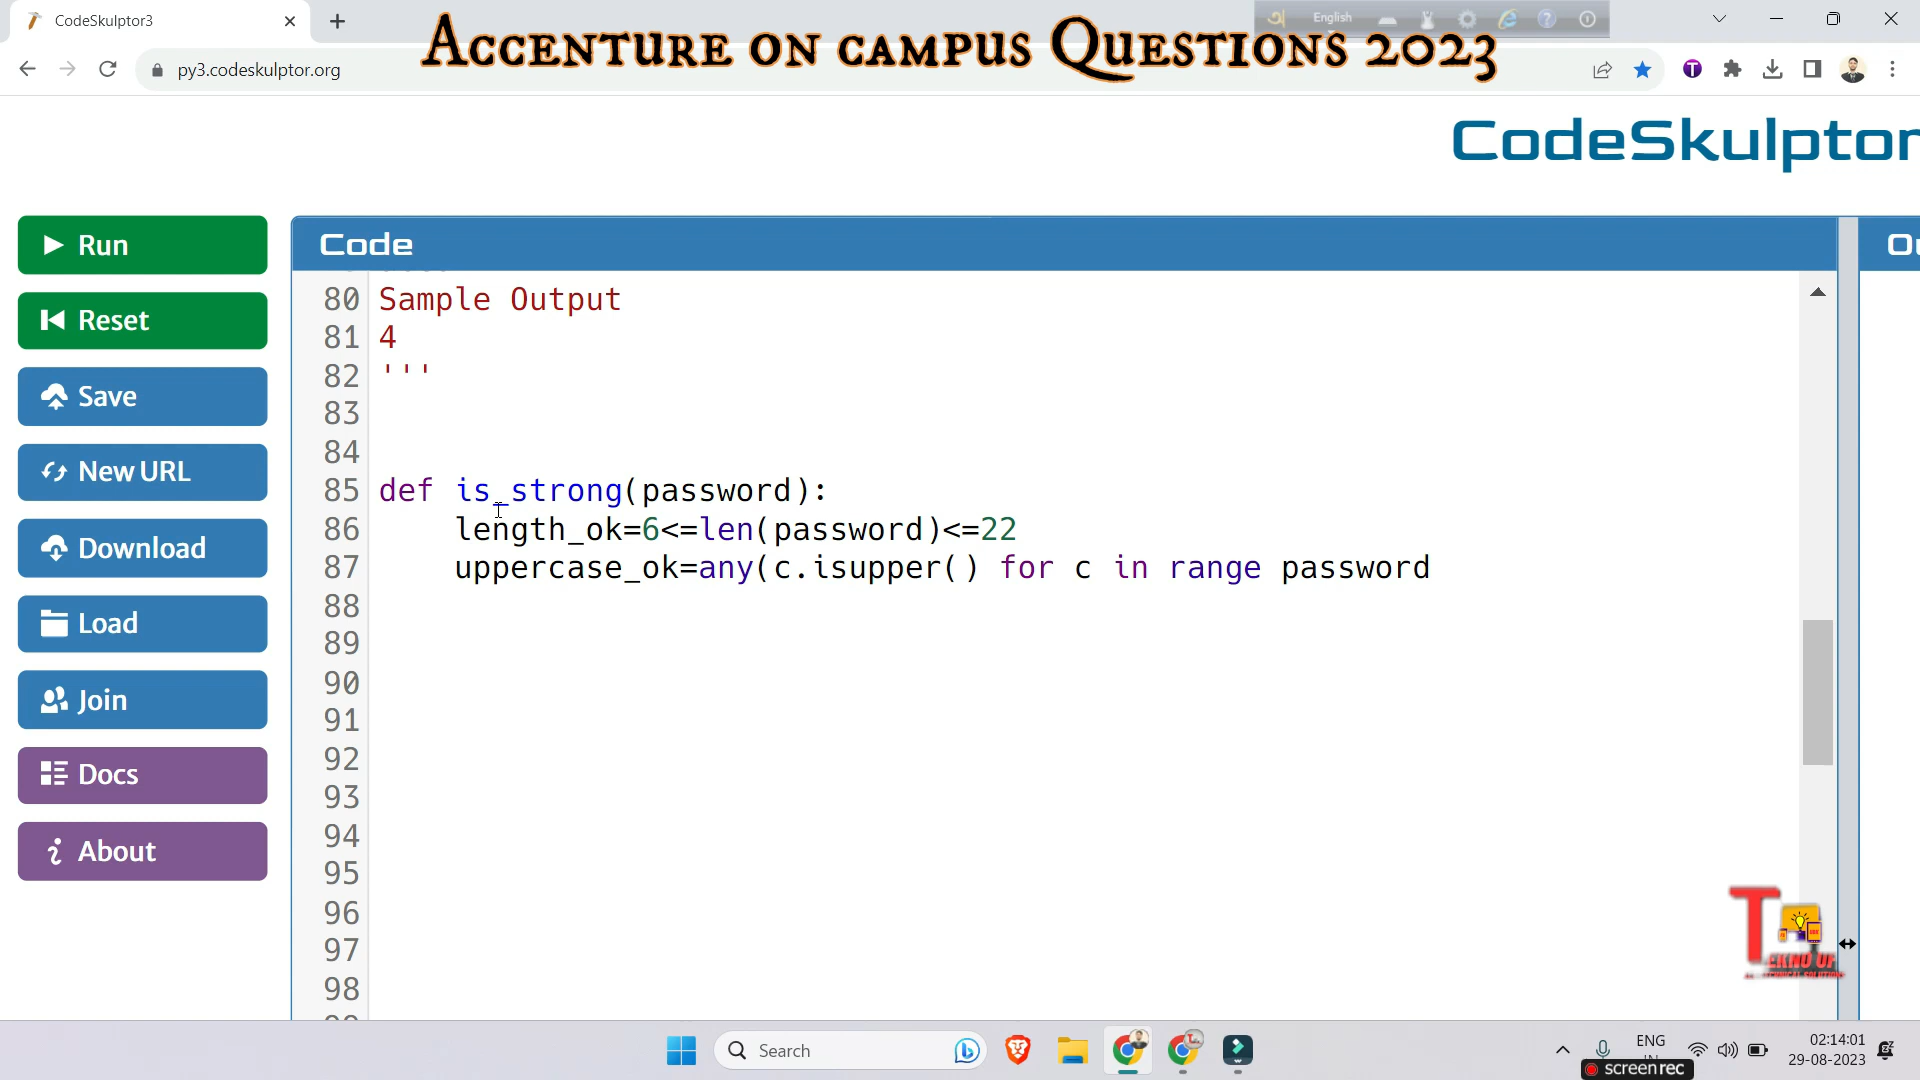 CodeSkulptor3
English
Accenture on campus Questions 2023
py3.codeskulptor.org
CodeSkulptor
Run
Reset
Save
New URL
Download
Load
Join
Docs
About
Code
80 Sample Output
81 4
82 '''
83
84
85 def is_strong(password):
86 length_ok=6<=len(password)<=22
87 uppercase_ok=any(c.isupper() for c in range password
88
89
90
91
92
93
94
95
96
97
98
TEKNO UF
Search
ENG
02:14:01
29-08-2023
screenrec